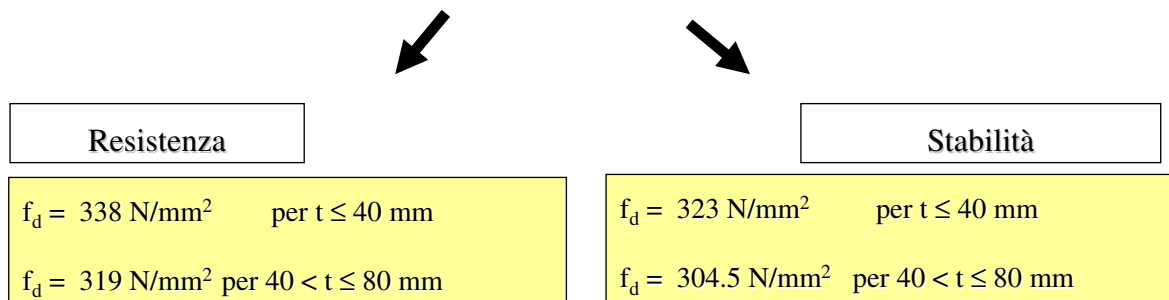 Resistenza
f_d = 338 N/mm² per t ≤ 40 mm
f_d = 319 N/mm² per 40 < t ≤ 80 mm
Stabilità
f_d = 323 N/mm² per t ≤ 40 mm
f_d = 304.5 N/mm² per 40 < t ≤ 80 mm